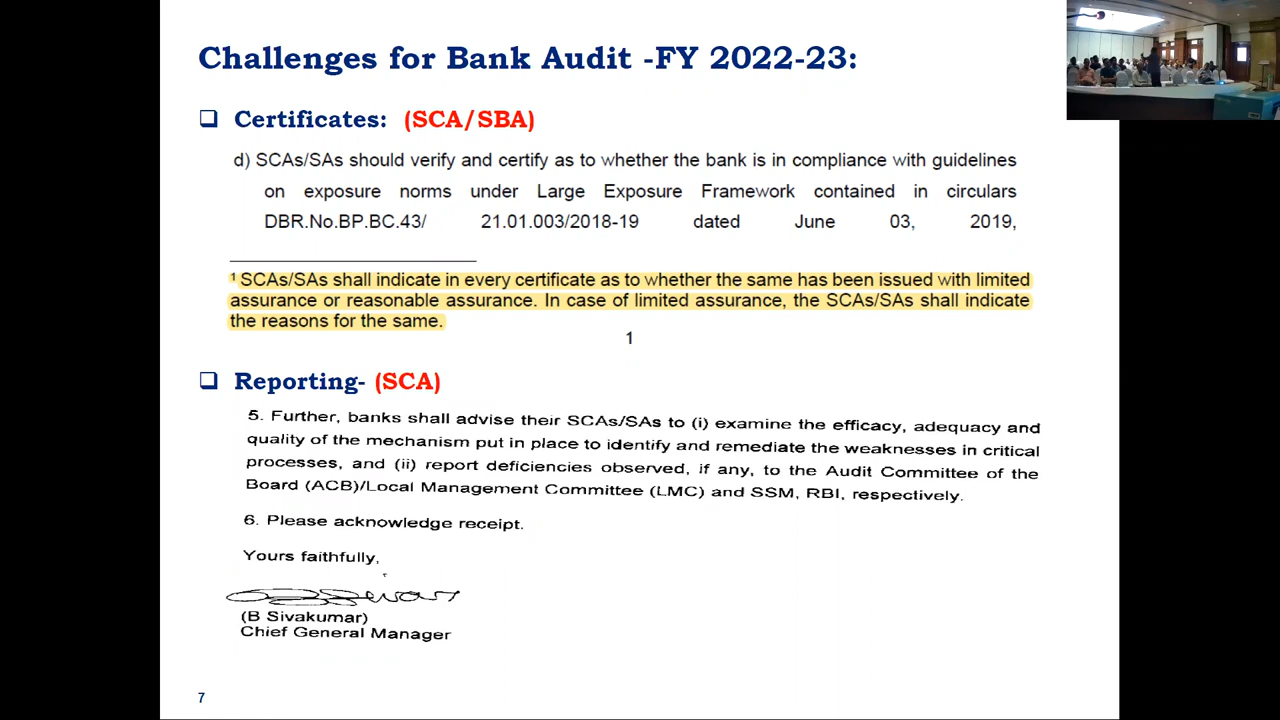 Challenges for Bank Audit -FY 2022-23:
Certificates: (SCA/SBA)
d) SCAs/SAs should verify and certify as to whether the bank is in compliance with guidelines
on exposure norms under Large Exposure Framework contained in circulars
DBR.No.BP.BC.43/ 21.01.003/2018-19 dated June 03, 2019,
¹ SCAs/SAs shall indicate in every certificate as to whether the same has been issued with limited
assurance or reasonable assurance. In case of limited assurance, the SCAs/SAs shall indicate
the reasons for the same.
1
Reporting- (SCA)
5. Further, banks shall advise their SCAs/SAs to (i) examine the efficacy, adequacy and
quality of the mechanism put in place to identify and remediate the weaknesses in critical
processes, and (ii) report deficiencies observed, if any, to the Audit Committee of the
Board (ACB)/Local Management Committee (LMC) and SSM, RBI, respectively.
6. Please acknowledge receipt.
Yours faithfully,
(B Sivakumar)
Chief General Manager
7